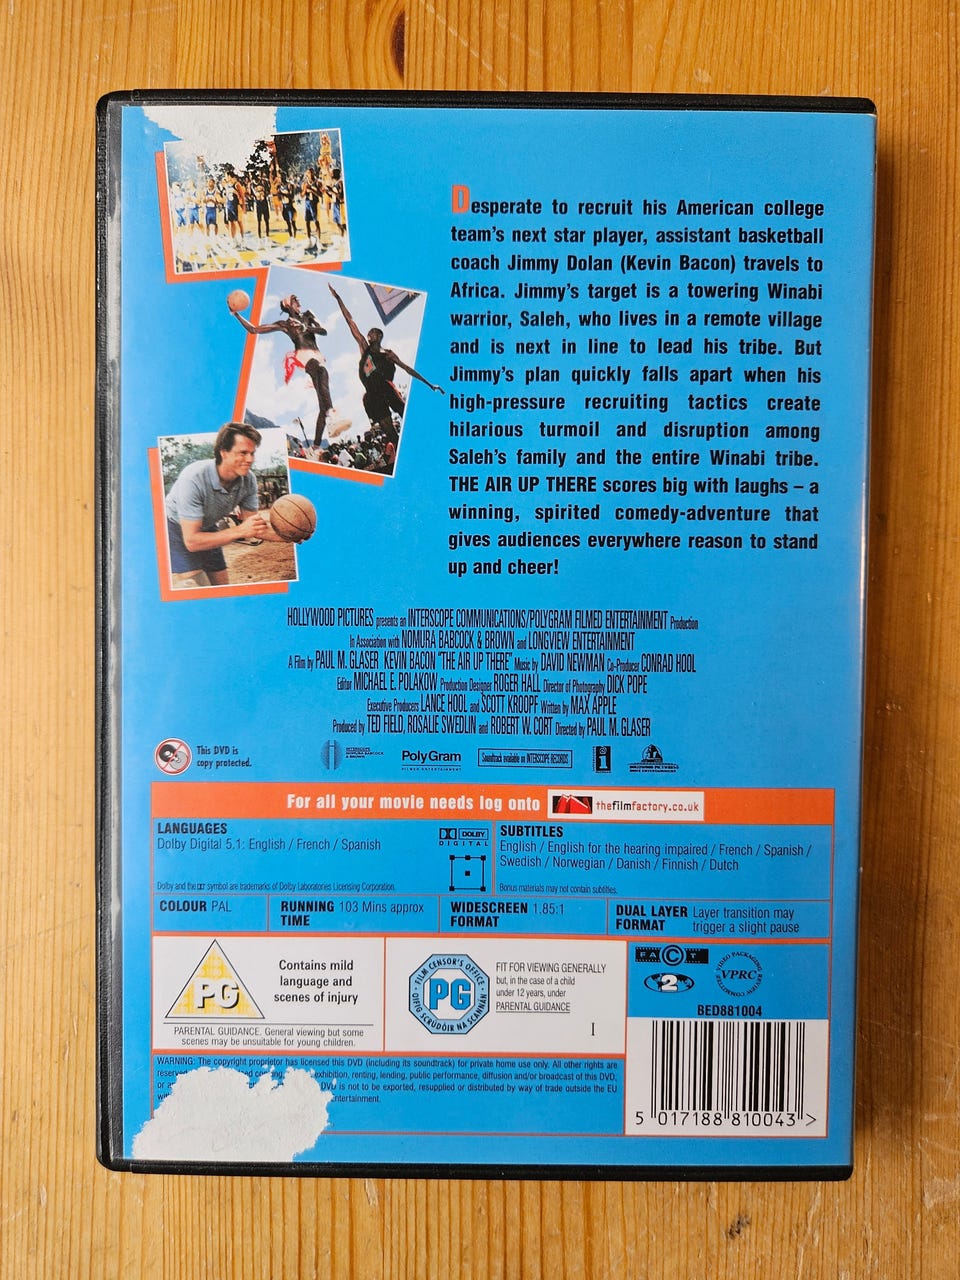 Desperate to recruit his American college
team's next star player, assistant basketball
coach Jimmy Dolan (Kevin Bacon) travels to
Africa. Jimmy's target is a towering Winabi
warrior, Saleh, who lives in a remote village
and is next in line to lead his tribe. But
Jimmy's plan quickly falls apart when his
high-pressure recruiting tactics create
hilarious turmoil and disruption among
Saleh's family and the entire Winabi tribe.
THE AIR UP THERE scores big with laughs – a
winning, spirited comedy-adventure that
gives audiences everywhere reason to stand
up and cheer!
HOLLYWOOD PICTURES presents an INTERSCOPE COMMUNICATIONS/POLYGRAM FILMED ENTERTAINMENT Production
In Association with NOMURA BABCOCK & BROWN and LONGVIEW ENTERTAINMENT
A Film by PAUL M. GLASER KEVIN BACON "THE AIR UP THERE" Music by DAVID NEWMAN Co-Producer CONRAD HOOL
Editor MICHAEL E. POLAKOW Production Designer ROGER HALL Director of Photography DICK POPE
Executive Producers LANCE HOOL and SCOTT KROOPF Written by MAX APPLE
Produced by TED FIELD, ROSALIE SWEDLIN and ROBERT W. CORT Directed by PAUL M. GLASER
This DVD is
copy protected.
PolyGram
FILMED ENTERTAINMENT
Soundtrack available on INTERSCOPE RECORDS
For all your movie needs log onto thefilmfactory.co.uk
LANGUAGES
Dolby Digital 5.1: English / French / Spanish
DOLBY
DIGITAL
Dolby and the symbol are trademarks of Dolby Laboratories Licensing Corporation.
SUBTITLES
English / English for the hearing impaired / French / Spanish /
Swedish / Norwegian / Danish / Finnish / Dutch
Bonus materials may not contain subtitles.
COLOUR PAL
RUNNING TIME 103 Mins approx
WIDESCREEN FORMAT 1.85:1
DUAL LAYER FORMAT Layer transition may
trigger a slight pause
PG
Contains mild
language and
scenes of injury
PARENTAL GUIDANCE. General viewing but some
scenes may be unsuitable for young children.
FILM CENSOR'S OFFICE
PG
OIFIG SCRÚDÓIR NA SCANNÁN
FIT FOR VIEWING GENERALLY
but, in the case of a child
under 12 years, under
PARENTAL GUIDANCE
I
FACT
2
VIDEO PACKAGING REVIEW COMMITTEE
VPRC
BED881004
5 017188 810043 >
WARNING: The copyright proprietor has licensed this DVD (including its soundtrack) for private home use only. All other rights are
exhibition, renting, lending, public performance, diffusion and/or broadcast of this DVD,
DVD is not to be exported, resupplied or distributed by way of trade outside the EU